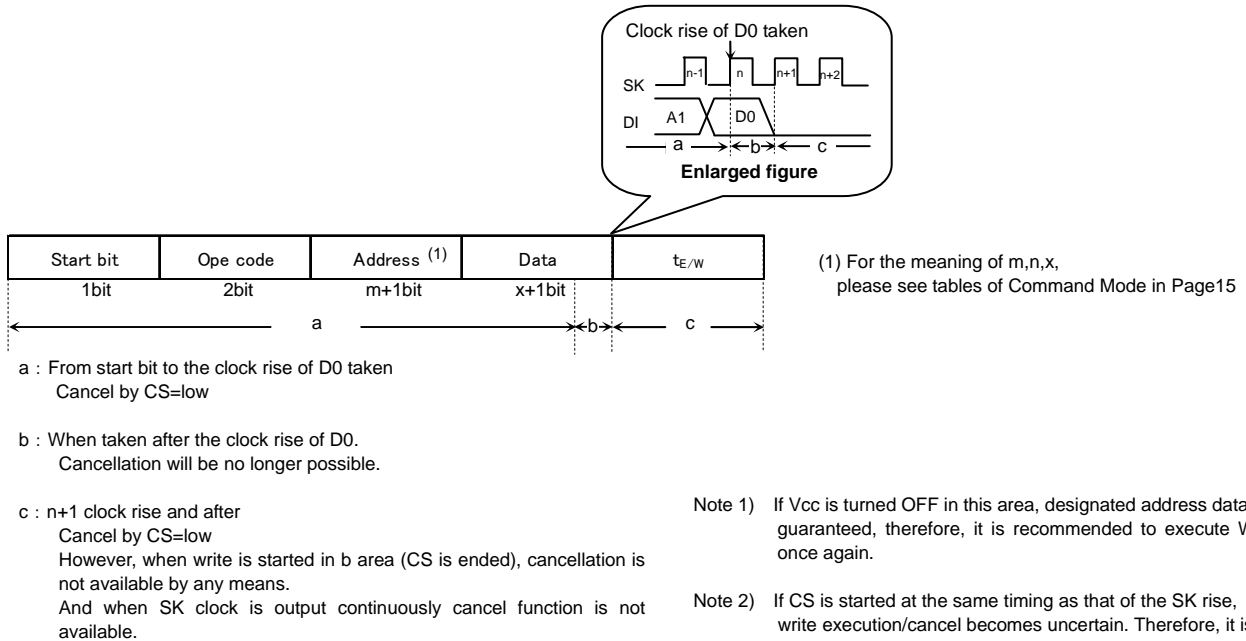 Clock rise of D0 taken
SK n-1 n n+1 n+2
DI A1 D0
a b c
Enlarged figure
Start bit Ope code Address (1) Data tE/W
1bit 2bit m+1bit x+1bit
a b c
(1) For the meaning of m,n,x,
please see tables of Command Mode in Page15
a : From start bit to the clock rise of D0 taken
Cancel by CS=low
b : When taken after the clock rise of D0.
Cancellation will be no longer possible.
c : n+1 clock rise and after
Cancel by CS=low
However, when write is started in b area (CS is ended), cancellation is
not available by any means.
And when SK clock is output continuously cancel function is not
available.
Note 1) If Vcc is turned OFF in this area, designated address data
guaranteed, therefore, it is recommended to execute W
once again.
Note 2) If CS is started at the same timing as that of the SK rise,
write execution/cancel becomes uncertain. Therefore, it is